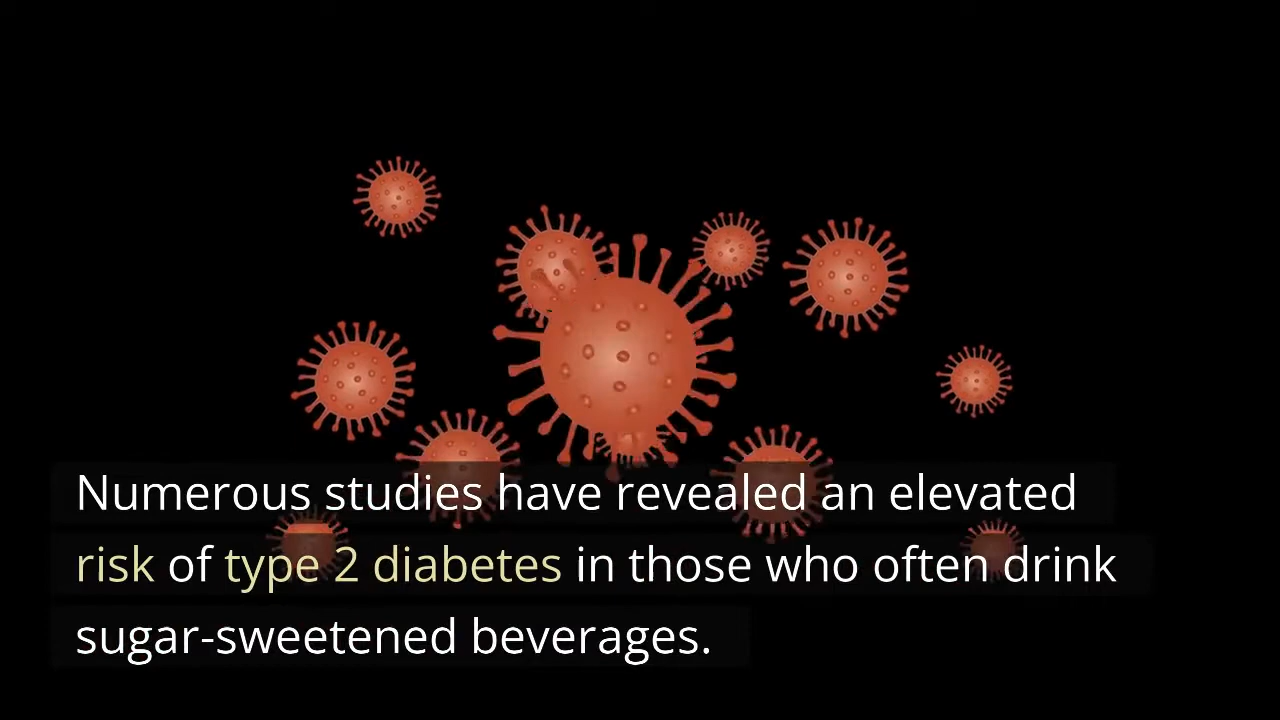 Numerous studies have revealed an elevated
risk of type 2 diabetes in those who often drink
sugar-sweetened beverages.